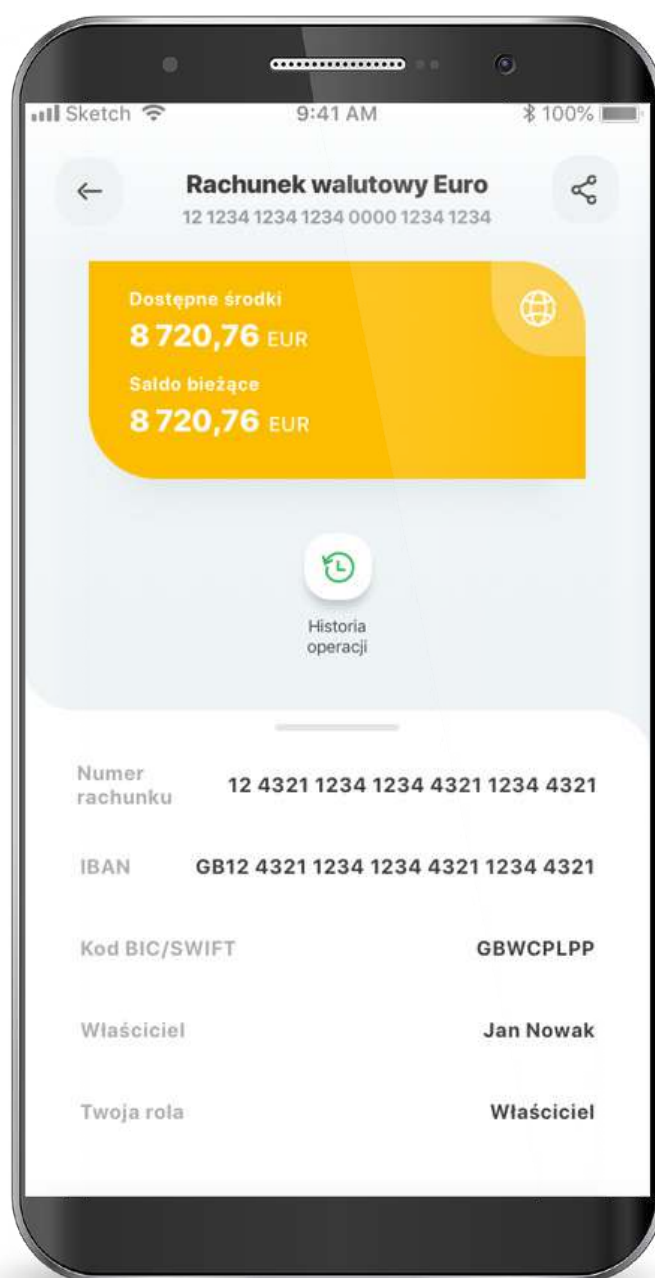 Sketch 9:41 AM 100%
Rachunek walutowy Euro
12 1234 1234 1234 0000 1234 1234
Dostępne środki
8 720,76 EUR
Saldo bieżące
8 720,76 EUR
Historia
operacji
Numer
rachunku
12 4321 1234 1234 4321 1234 4321
IBAN GB12 4321 1234 1234 4321 1234 4321
Kod BIC/SWIFT GBWCPLPP
Właściciel Jan Nowak
Twoja rola Właściciel